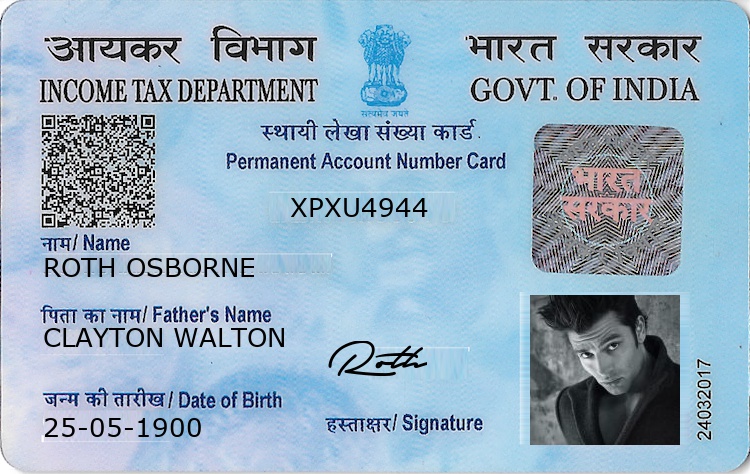 आयकर विभाग
भारत सरकार
INCOME TAX DEPARTMENT
GOVT. OF INDIA
सत्यमेव जयते
स्थायी लेखा संख्या कार्ड
Permanent Account Number Card
भारत
सरकार
XPXU4944
नाम/ Name
ROTH OSBORNE
पिता का नाम/ Father's Name
CLAYTON WALTON
Roth
जन्म की तारीख/ Date of Birth
25-05-1900
हस्ताक्षर/ Signature
24032017